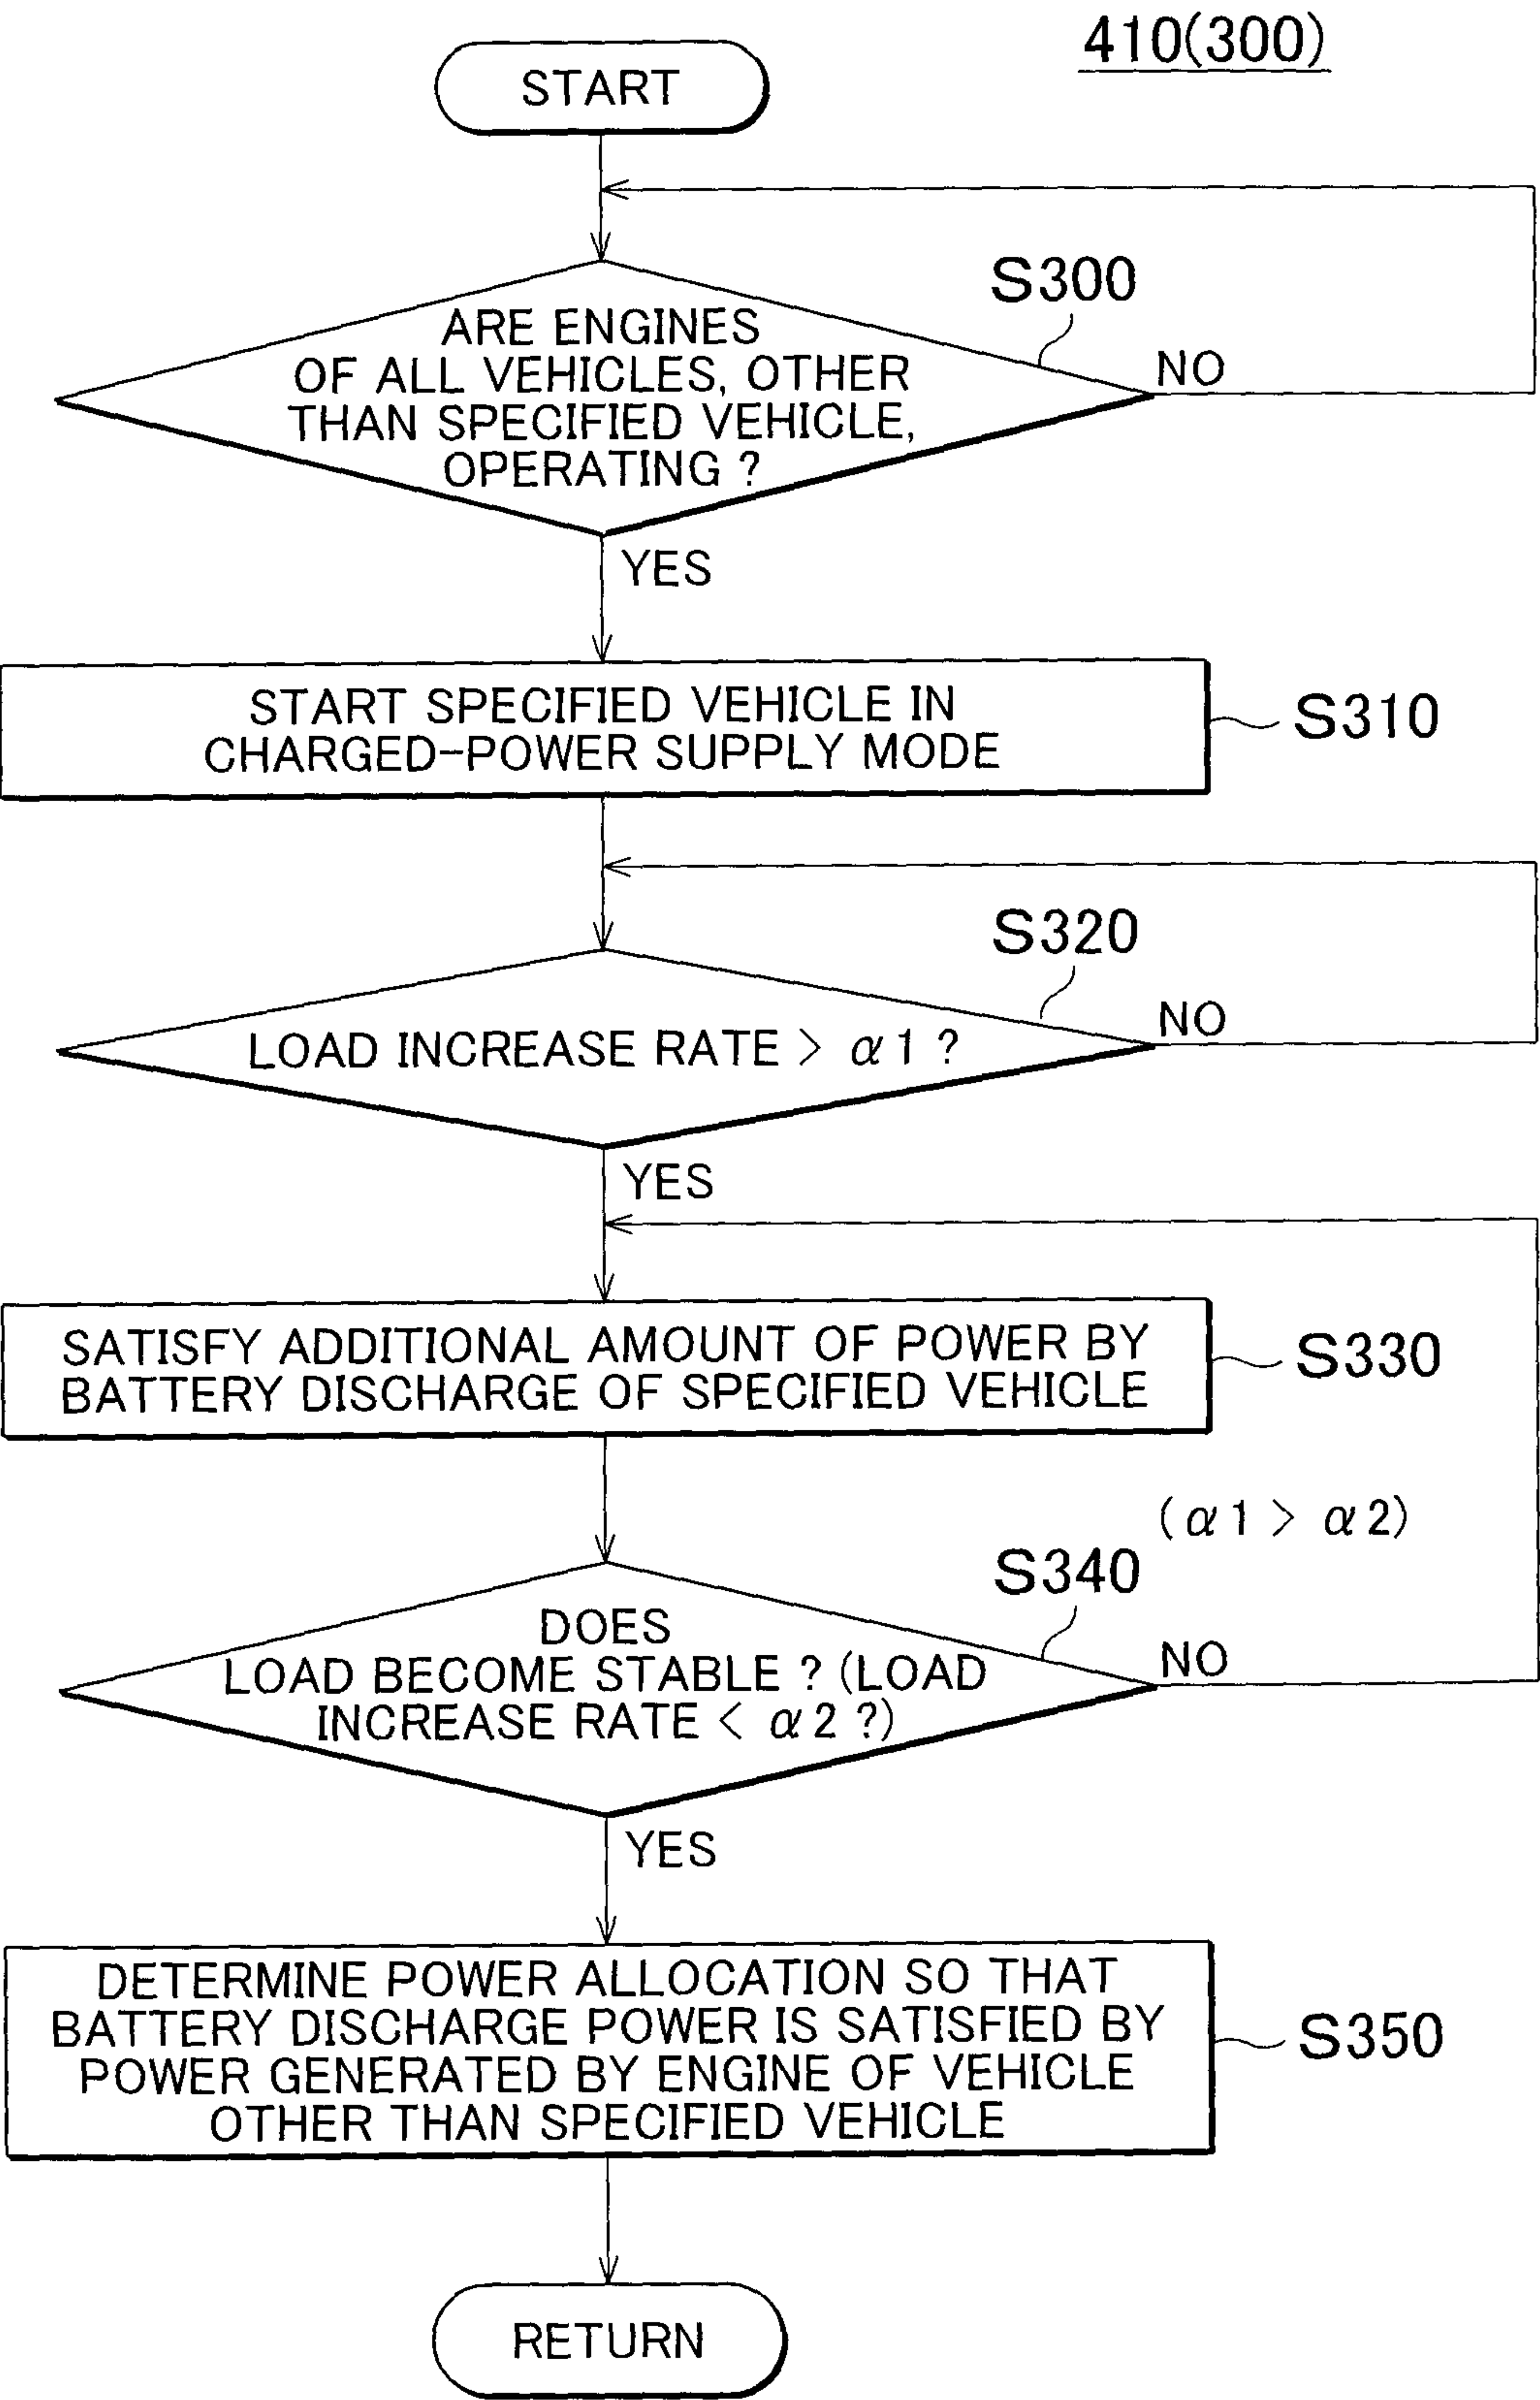 410(300)
START
S300
ARE ENGINES
OF ALL VEHICLES, OTHER
THAN SPECIFIED VEHICLE,
OPERATING ?
NO
YES
START SPECIFIED VEHICLE IN
CHARGED-POWER SUPPLY MODE
S310
S320
LOAD INCREASE RATE > α1 ?
NO
YES
SATISFY ADDITIONAL AMOUNT OF POWER BY
BATTERY DISCHARGE OF SPECIFIED VEHICLE
S330
(α1 > α2)
S340
DOES
LOAD BECOME STABLE ? (LOAD
INCREASE RATE < α2 ?)
NO
YES
DETERMINE POWER ALLOCATION SO THAT
BATTERY DISCHARGE POWER IS SATISFIED BY
POWER GENERATED BY ENGINE OF VEHICLE
OTHER THAN SPECIFIED VEHICLE
S350
RETURN